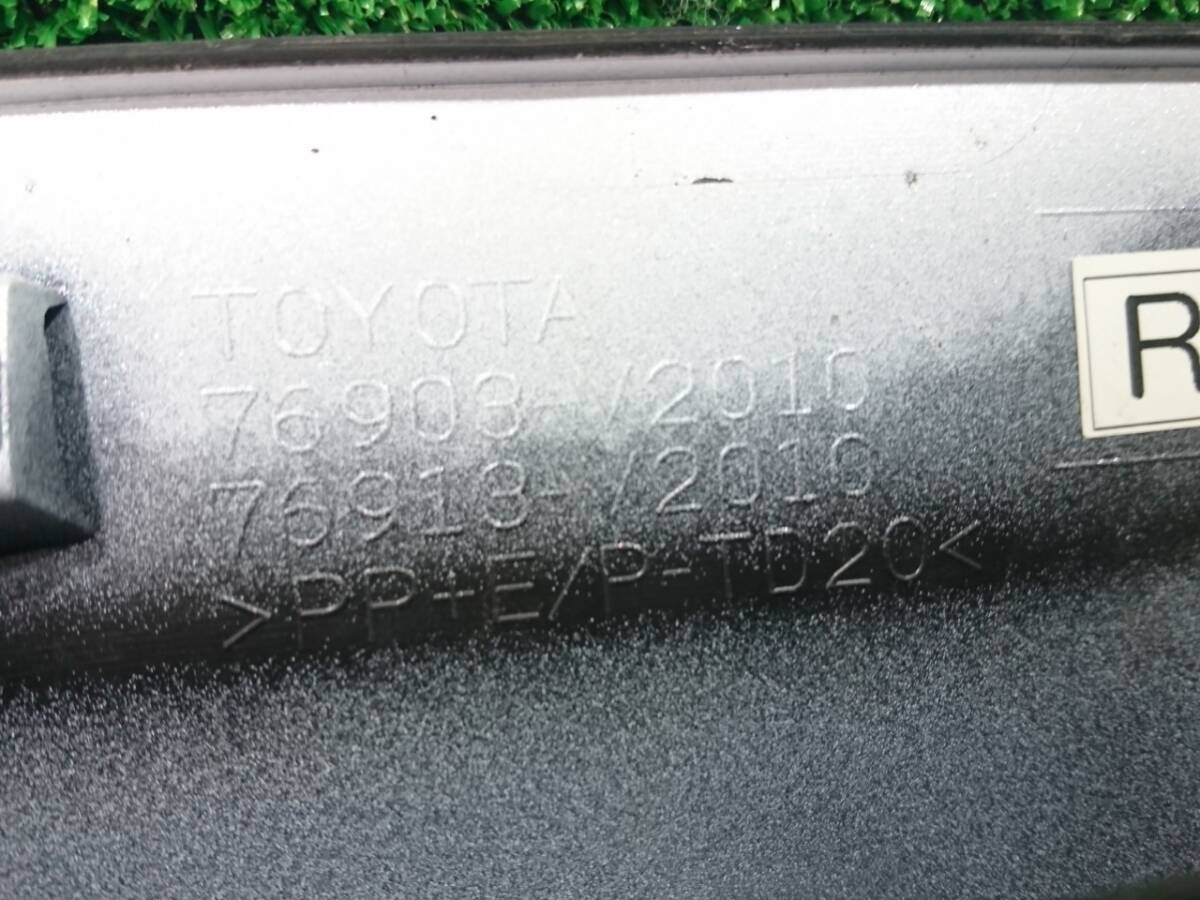 TOYOTA
76903-V2010
76913-V2010
>PP+E/P-TD20<
R